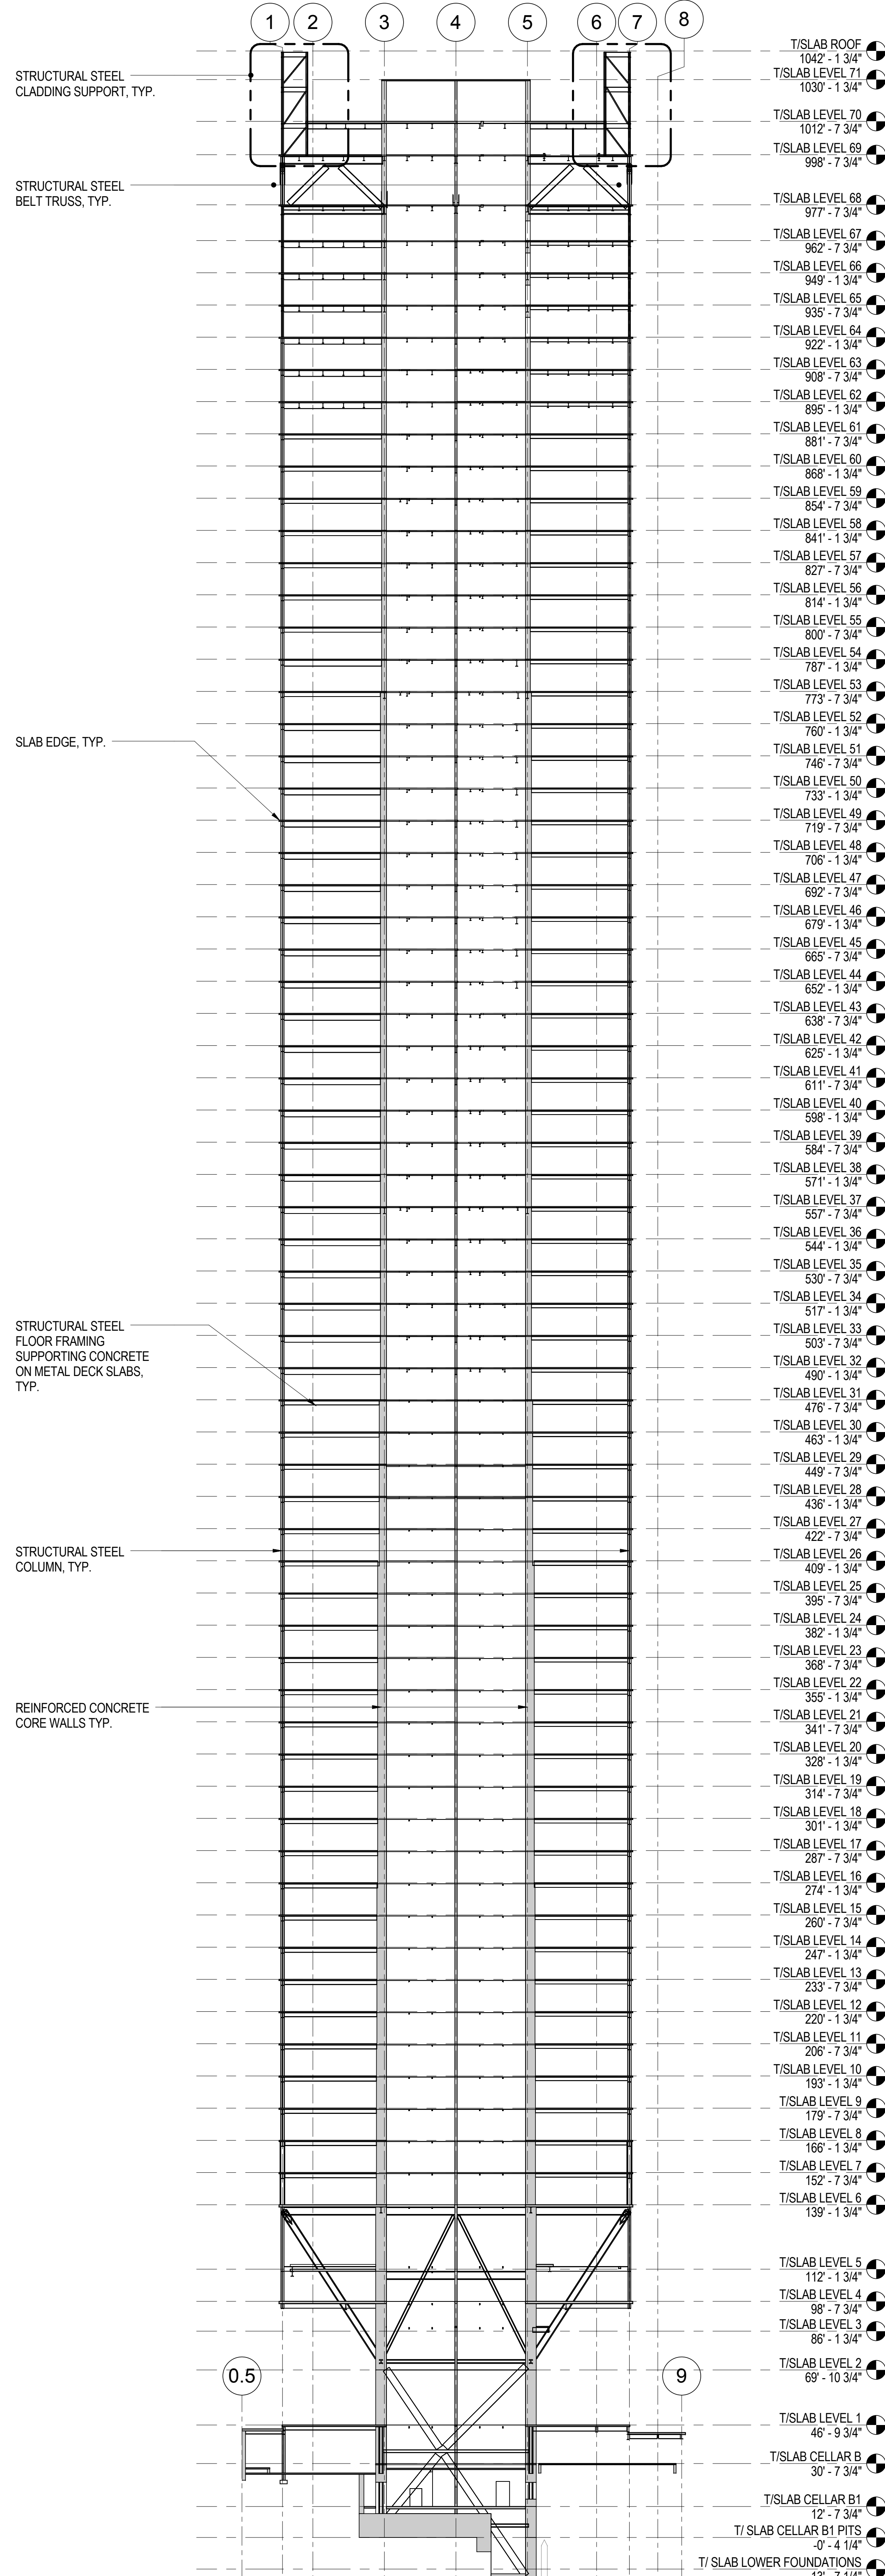 1
2
3
4
5
6
7
8
STRUCTURAL STEEL
CLADDING SUPPORT, TYP.
STRUCTURAL STEEL
BELT TRUSS, TYP.
SLAB EDGE, TYP.
STRUCTURAL STEEL
FLOOR FRAMING
SUPPORTING CONCRETE
ON METAL DECK SLABS,
TYP.
STRUCTURAL STEEL
COLUMN, TYP.
REINFORCED CONCRETE
CORE WALLS TYP.
0.5
9
T/SLAB ROOF
1042' - 1 3/4"
T/SLAB LEVEL 71
1030' - 1 3/4"
T/SLAB LEVEL 70
1012' - 7 3/4"
T/SLAB LEVEL 69
998' - 7 3/4"
T/SLAB LEVEL 68
977' - 7 3/4"
T/SLAB LEVEL 67
962' - 7 3/4"
T/SLAB LEVEL 66
949' - 1 3/4"
T/SLAB LEVEL 65
935' - 7 3/4"
T/SLAB LEVEL 64
922' - 1 3/4"
T/SLAB LEVEL 63
908' - 7 3/4"
T/SLAB LEVEL 62
895' - 1 3/4"
T/SLAB LEVEL 61
881' - 7 3/4"
T/SLAB LEVEL 60
868' - 1 3/4"
T/SLAB LEVEL 59
854' - 7 3/4"
T/SLAB LEVEL 58
841' - 1 3/4"
T/SLAB LEVEL 57
827' - 7 3/4"
T/SLAB LEVEL 56
814' - 1 3/4"
T/SLAB LEVEL 55
800' - 7 3/4"
T/SLAB LEVEL 54
787' - 1 3/4"
T/SLAB LEVEL 53
773' - 7 3/4"
T/SLAB LEVEL 52
760' - 1 3/4"
T/SLAB LEVEL 51
746' - 7 3/4"
T/SLAB LEVEL 50
733' - 1 3/4"
T/SLAB LEVEL 49
719' - 7 3/4"
T/SLAB LEVEL 48
706' - 1 3/4"
T/SLAB LEVEL 47
692' - 7 3/4"
T/SLAB LEVEL 46
679' - 1 3/4"
T/SLAB LEVEL 45
665' - 7 3/4"
T/SLAB LEVEL 44
652' - 1 3/4"
T/SLAB LEVEL 43
638' - 7 3/4"
T/SLAB LEVEL 42
625' - 1 3/4"
T/SLAB LEVEL 41
611' - 7 3/4"
T/SLAB LEVEL 40
598' - 1 3/4"
T/SLAB LEVEL 39
584' - 7 3/4"
T/SLAB LEVEL 38
571' - 1 3/4"
T/SLAB LEVEL 37
557' - 7 3/4"
T/SLAB LEVEL 36
544' - 1 3/4"
T/SLAB LEVEL 35
530' - 7 3/4"
T/SLAB LEVEL 34
517' - 1 3/4"
T/SLAB LEVEL 33
503' - 7 3/4"
T/SLAB LEVEL 32
490' - 1 3/4"
T/SLAB LEVEL 31
476' - 7 3/4"
T/SLAB LEVEL 30
463' - 1 3/4"
T/SLAB LEVEL 29
449' - 7 3/4"
T/SLAB LEVEL 28
436' - 1 3/4"
T/SLAB LEVEL 27
422' - 7 3/4"
T/SLAB LEVEL 26
409' - 1 3/4"
T/SLAB LEVEL 25
395' - 7 3/4"
T/SLAB LEVEL 24
382' - 1 3/4"
T/SLAB LEVEL 23
368' - 7 3/4"
T/SLAB LEVEL 22
355' - 1 3/4"
T/SLAB LEVEL 21
341' - 7 3/4"
T/SLAB LEVEL 20
328' - 1 3/4"
T/SLAB LEVEL 19
314' - 7 3/4"
T/SLAB LEVEL 18
301' - 1 3/4"
T/SLAB LEVEL 17
287' - 7 3/4"
T/SLAB LEVEL 16
274' - 1 3/4"
T/SLAB LEVEL 15
260' - 7 3/4"
T/SLAB LEVEL 14
247' - 1 3/4"
T/SLAB LEVEL 13
233' - 7 3/4"
T/SLAB LEVEL 12
220' - 1 3/4"
T/SLAB LEVEL 11
206' - 7 3/4"
T/SLAB LEVEL 10
193' - 1 3/4"
T/SLAB LEVEL 9
179' - 7 3/4"
T/SLAB LEVEL 8
166' - 1 3/4"
T/SLAB LEVEL 7
152' - 7 3/4"
T/SLAB LEVEL 6
139' - 1 3/4"
T/SLAB LEVEL 5
112' - 1 3/4"
T/SLAB LEVEL 4
98' - 7 3/4"
T/SLAB LEVEL 3
86' - 1 3/4"
T/SLAB LEVEL 2
69' - 10 3/4"
T/SLAB LEVEL 1
46' - 9 3/4"
T/SLAB CELLAR B
30' - 7 3/4"
T/SLAB CELLAR B1
12' - 7 3/4"
T/ SLAB CELLAR B1 PITS
-0' - 4 1/4"
T/ SLAB LOWER FOUNDATIONS